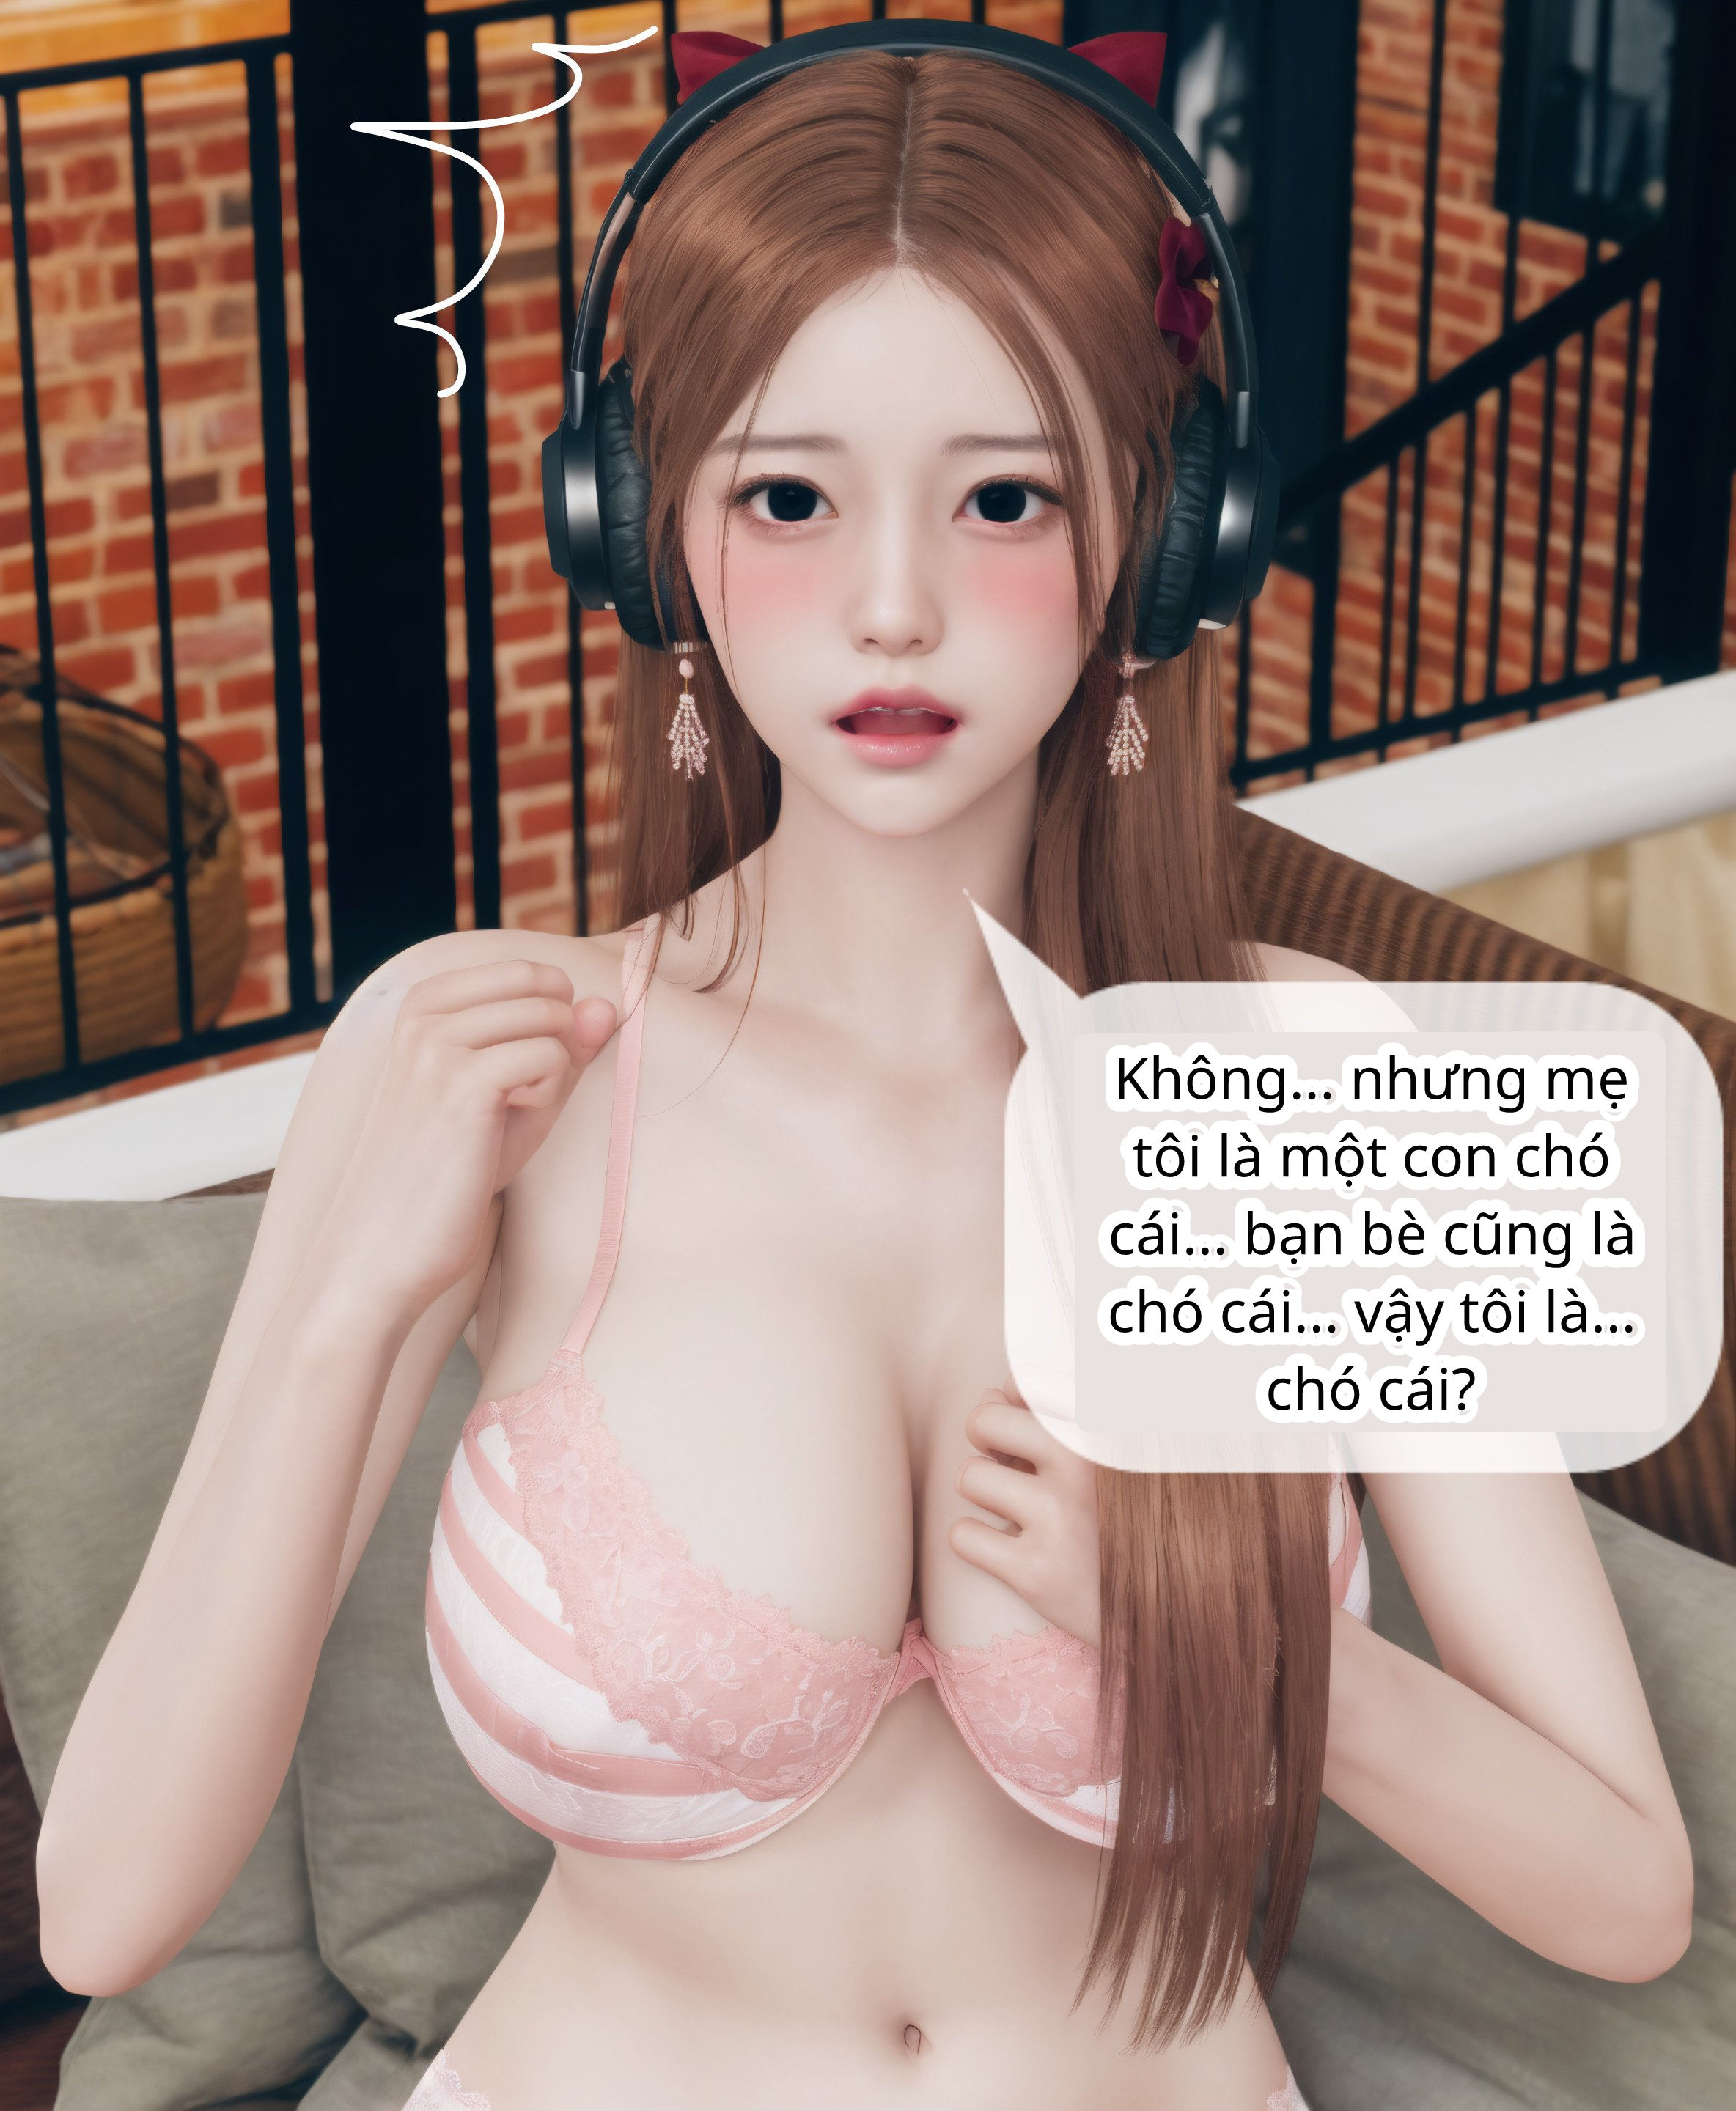 Không... nhưng mẹ
tôi là một con chó
cái... bạn bè cũng là
chó cái... vậy tôi là...
chó cái?